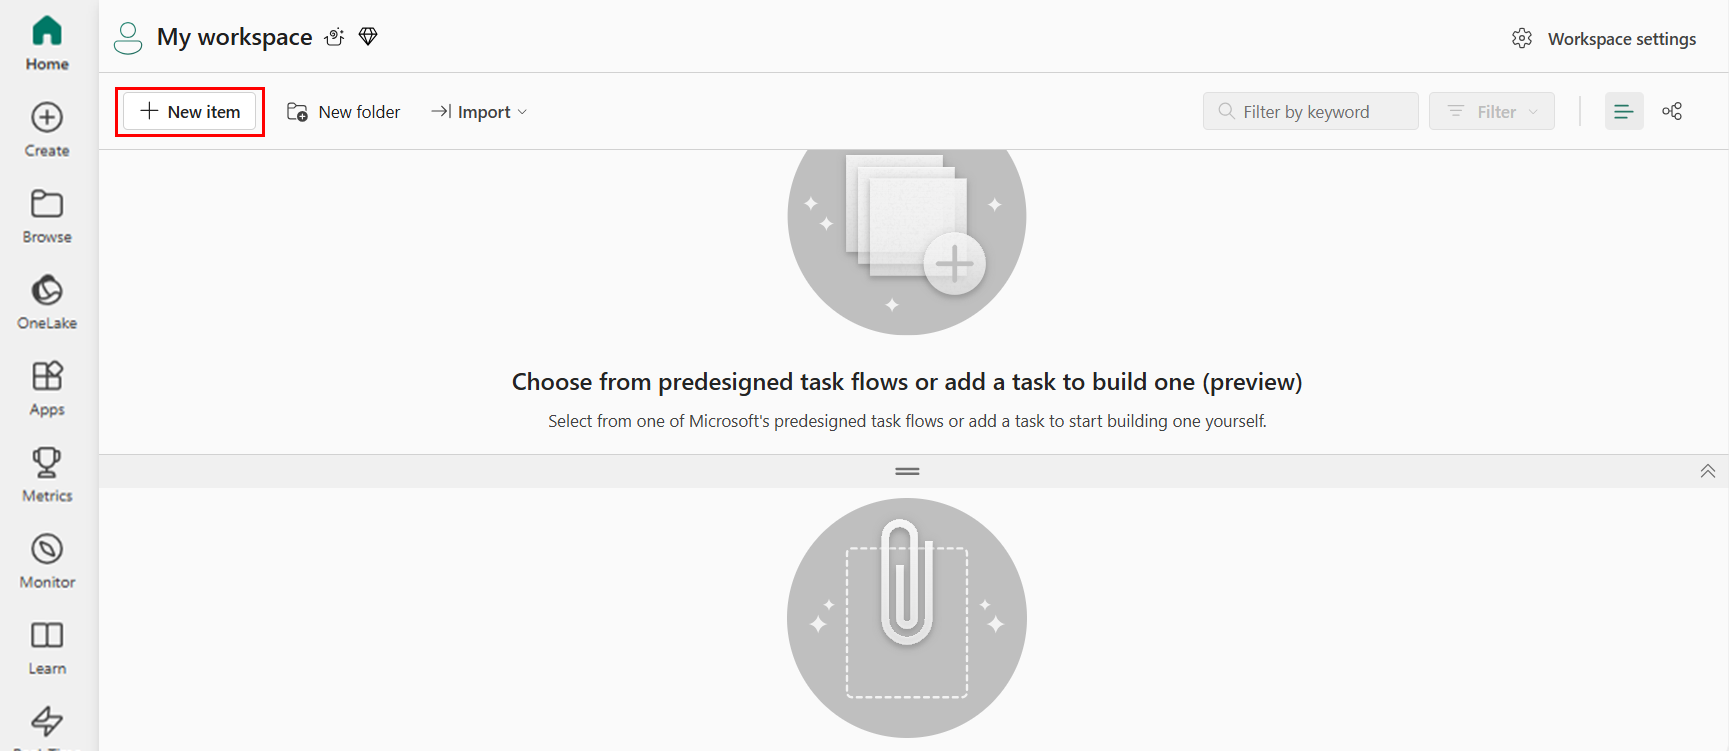 Home
Create
Browse
OneLake
Apps
Metrics
Monitor
Learn
My workspace
Workspace settings
New item
New folder
Import
Filter by keyword
Filter
Choose from predesigned task flows or add a task to build one (preview)
Select from one of Microsoft's predesigned task flows or add a task to start building one yourself.